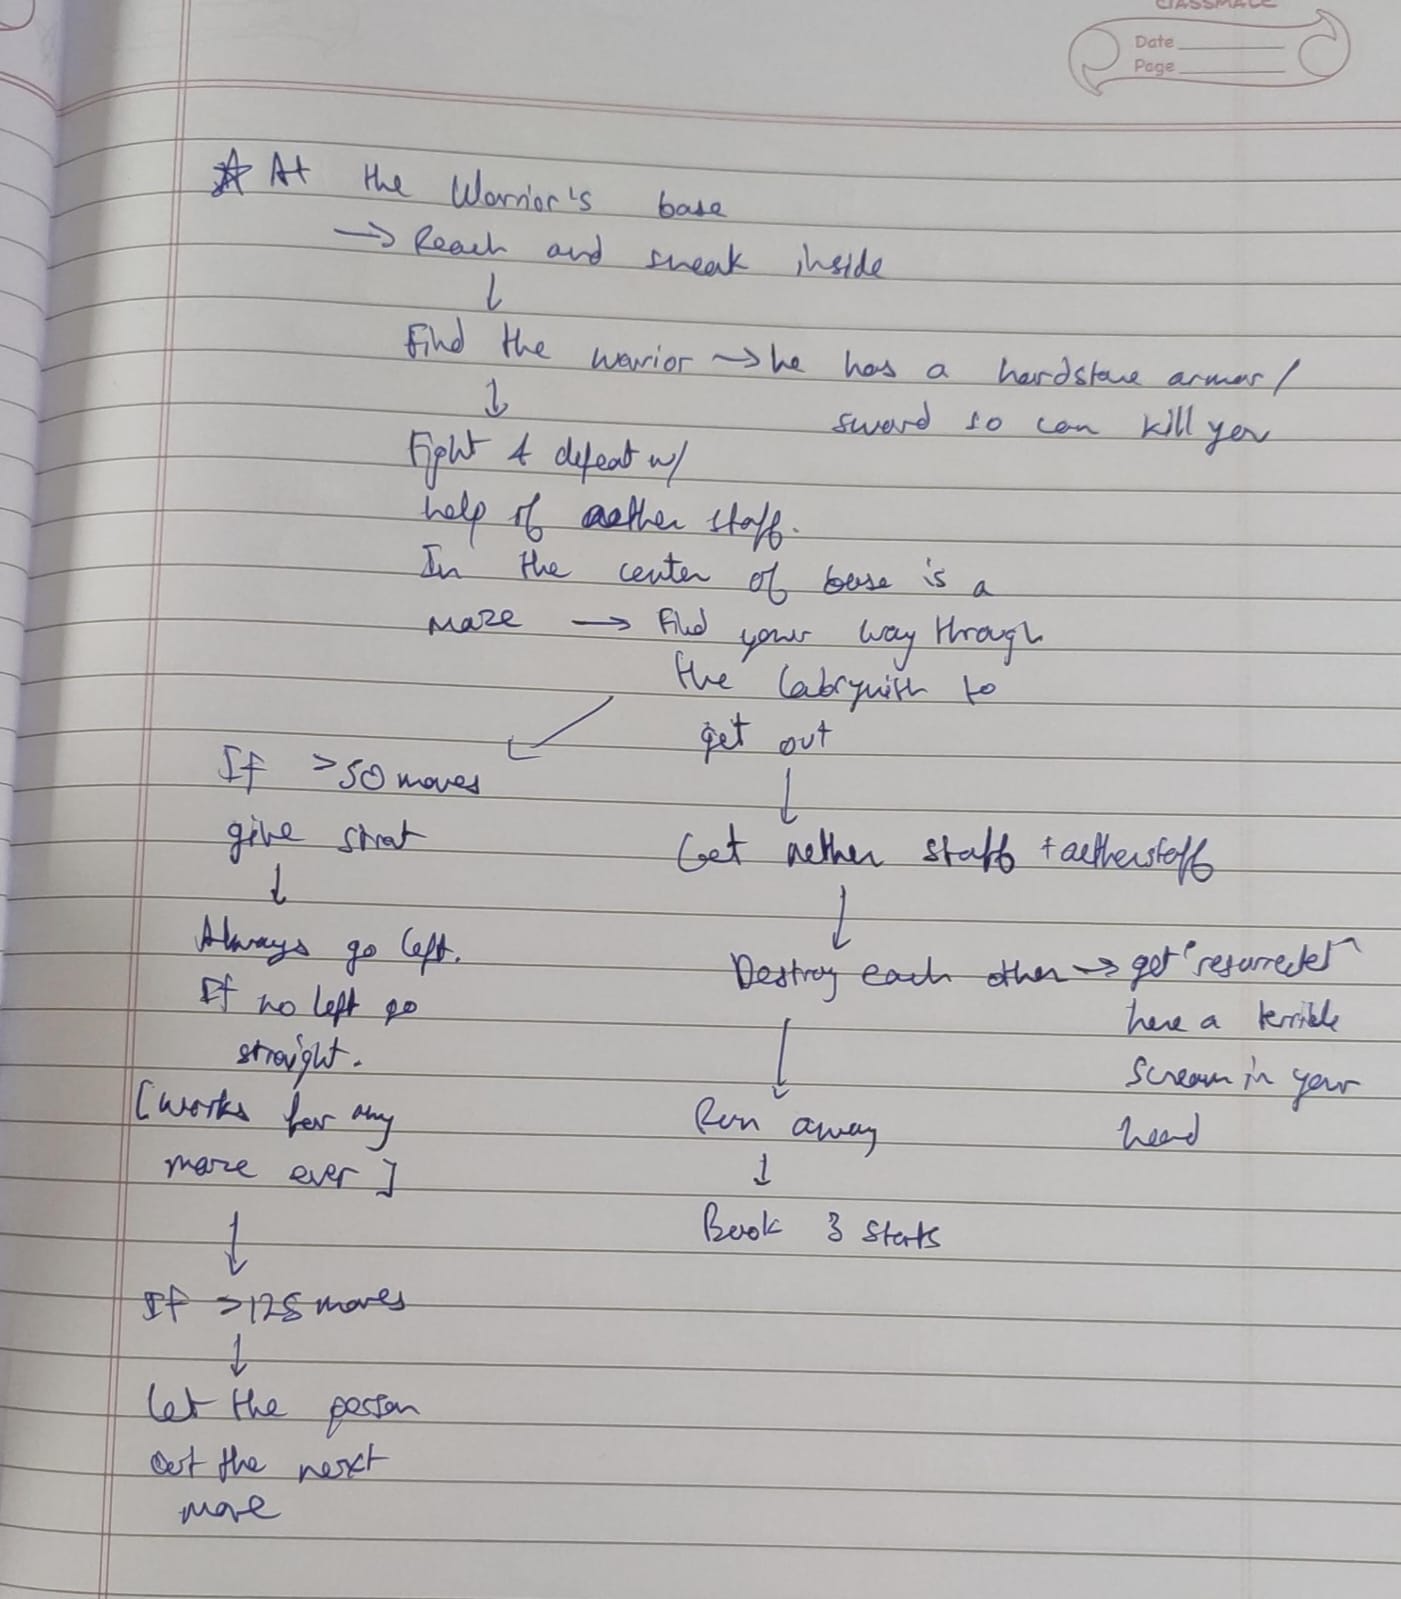 CLASSMATE
Date
Page
☆ At the Warrior's base
→ Reach and sneak inside
↓
Find the warior → he has a hardstone armor/
sword so can kill you
↓
Fight & defeat w/
help of aether staff.
In the center of base is a
maze → Find your way through
the labryinth to
get out
If >50 moves
give strat
↓
Always go left.
If no left go
straight.
[works for any
maze ever]
↓
If >125 moves
↓
Let the person
out the next
move
↓
Get nether staff + aetherstaff
↓
Destroy each other → get "resurrected"
here a terrible
scream in your
head
↓
Run away
↓
Book 3 starts